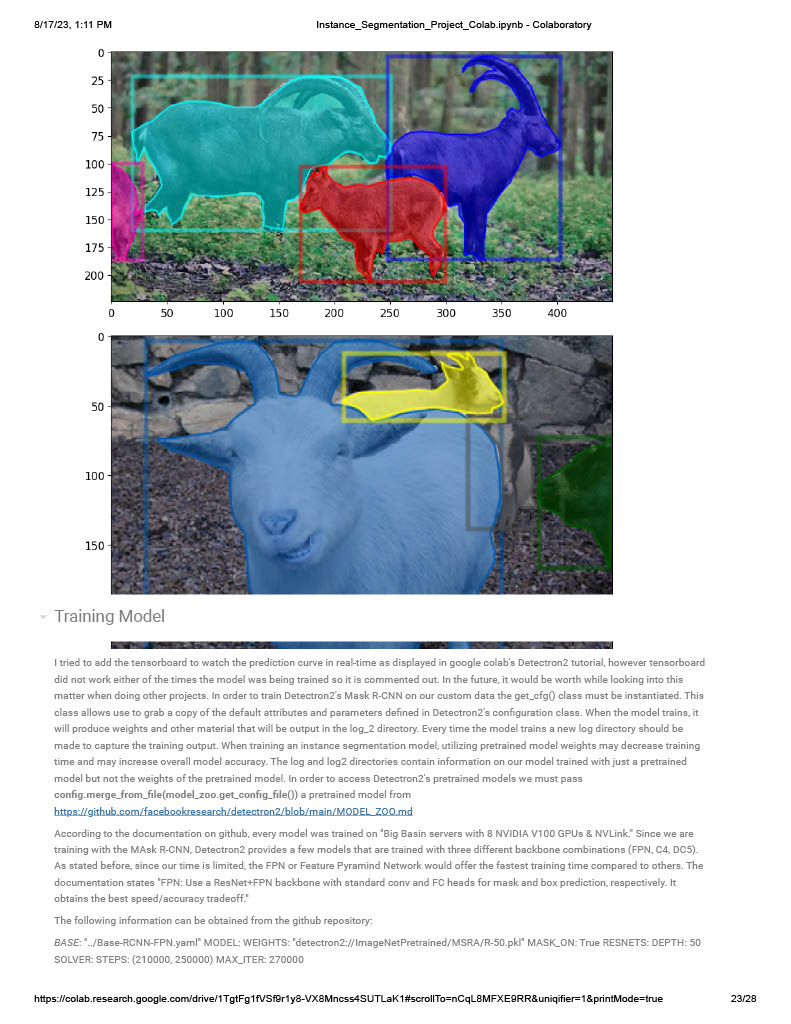 8/17/23, 1:11 PM Instance_Segmentation_Project_Colab.ipynb - Colaboratory
0
25
50
75
100
125
150
175
200
0 50 100 150 200 250 300 350 400
0
50
100
150
Training Model
I tried to add the tensorboard to watch the prediction curve in real-time as displayed in google colab's Detectron2 tutorial, however tensorboard
did not work either of the times the model was being trained so it is commented out. In the future, it would be worth while looking into this
matter when doing other projects. In order to train Detectron2's Mask R-CNN on our custom data the get_cfg() class must be instantiated. This
class allows use to grab a copy of the default attributes and parameters defined in Detectron2's configuration class. When the model trains, it
will produce weights and other material that will be output in the log_2 directory. Every time the model trains a new log directory should be
made to capture the training output. When training an instance segmentation model, utilizing pretrained model weights may decrease training
time and may increase overall model accuracy. The log and log2 directories contain information on our model trained with just a pretrained
model but not the weights of the pretrained model. In order to access Detectron2's pretrained models we must pass
config.merge_from_file(model_zoo.get_config_file()) a pretrained model from
https://github.com/facebookresearch/detectron2/blob/main/MODEL_ZOO.md
According to the documentation on github, every model was trained on "Big Basin servers with 8 NVIDIA V100 GPUs & NVLink." Since we are
training with the MAsk R-CNN, Detectron2 provides a few models that are trained with three different backbone combinations (FPN, C4, DC5).
As stated before, since our time is limited, the FPN or Feature Pyramind Network would offer the fastest training time compared to others. The
documentation states "FPN: Use a ResNet+FPN backbone with standard conv and FC heads for mask and box prediction, respectively. It
obtains the best speed/accuracy tradeoff."
The following information can be obtained from the github repository:
BASE: "../Base-RCNN-FPN.yaml" MODEL: WEIGHTS: "detectron2://ImageNetPretrained/MSRA/R-50.pkl" MASK_ON: True RESNETS: DEPTH: 50
SOLVER: STEPS: (210000, 250000) MAX_ITER: 270000
https://colab.research.google.com/drive/1TgtFg1fVSf9r1y8-VX8Mncss4SUTLaK1#scrollTo=nCqL8MFXE9RR&uniqifier=1&printMode=true 23/28